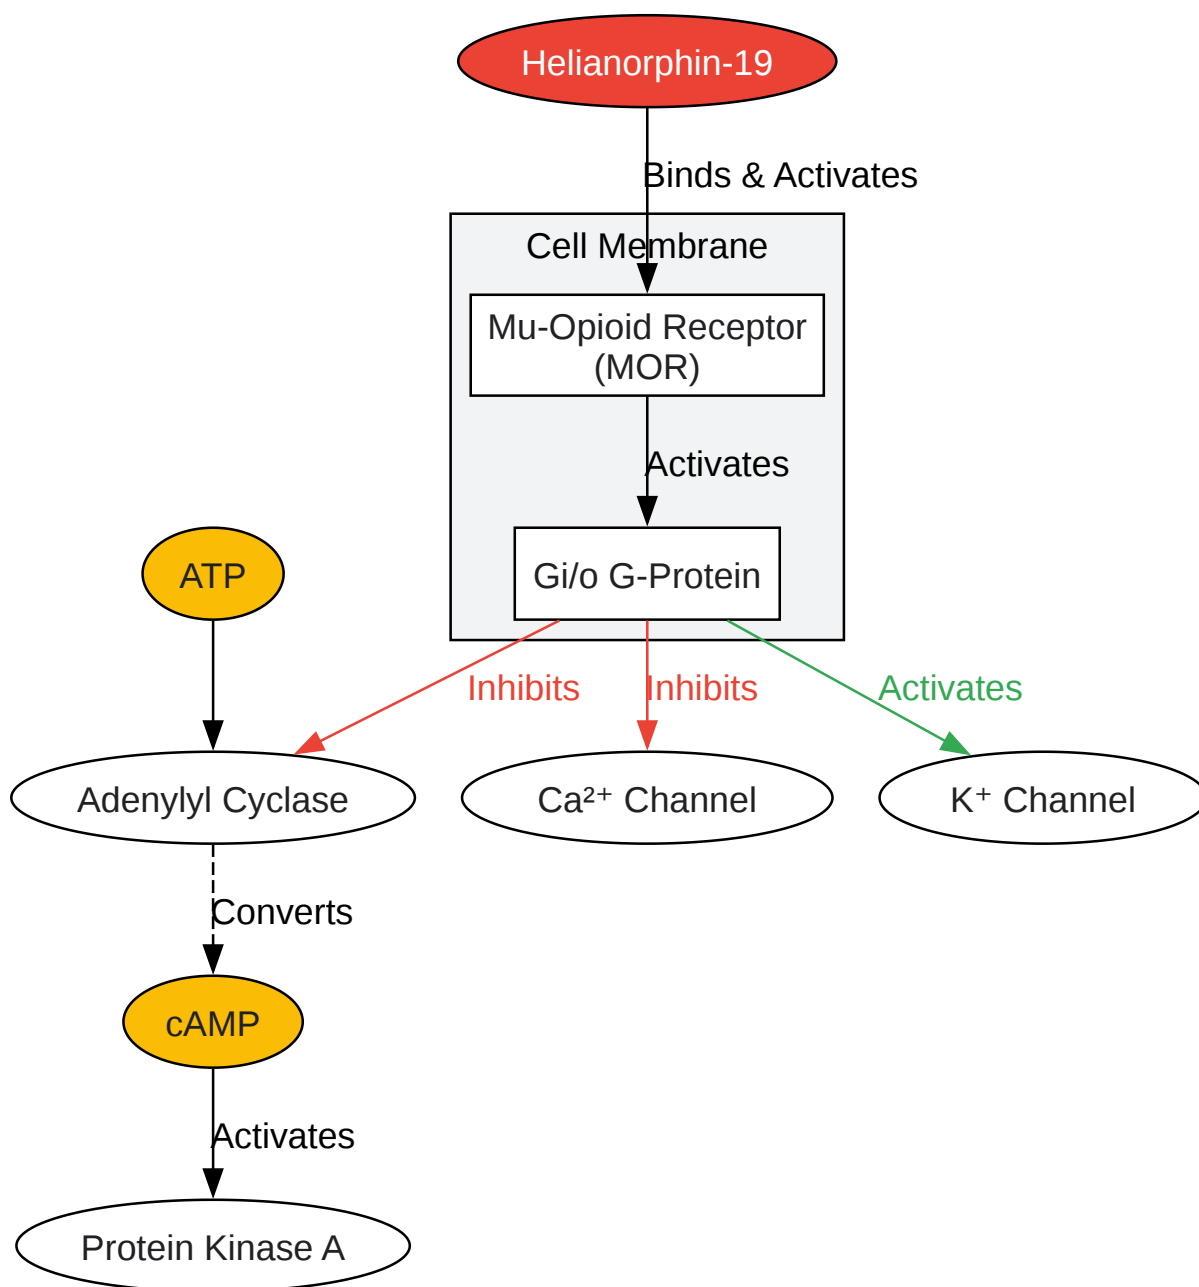 Helianorphin-19
Binds & Activates
Cell Membrane
Mu-Opioid Receptor
(MOR)
Activates
Gi/o G-Protein
ATP
Inhibits
Inhibits
Activates
Adenylyl Cyclase
Ca²⁺ Channel
K⁺ Channel
Converts
cAMP
Activates
Protein Kinase A